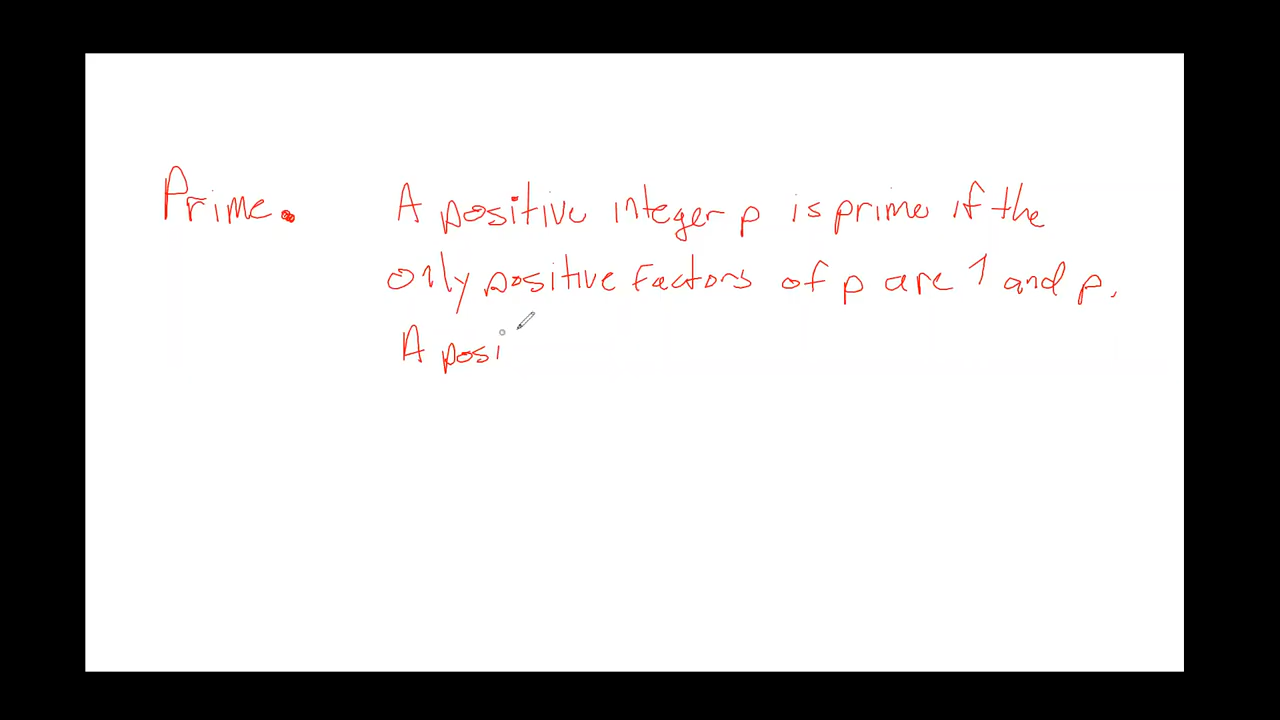 Prime. A positive integer p is prime if the
only positive factors of p are 1 and p.
A posi